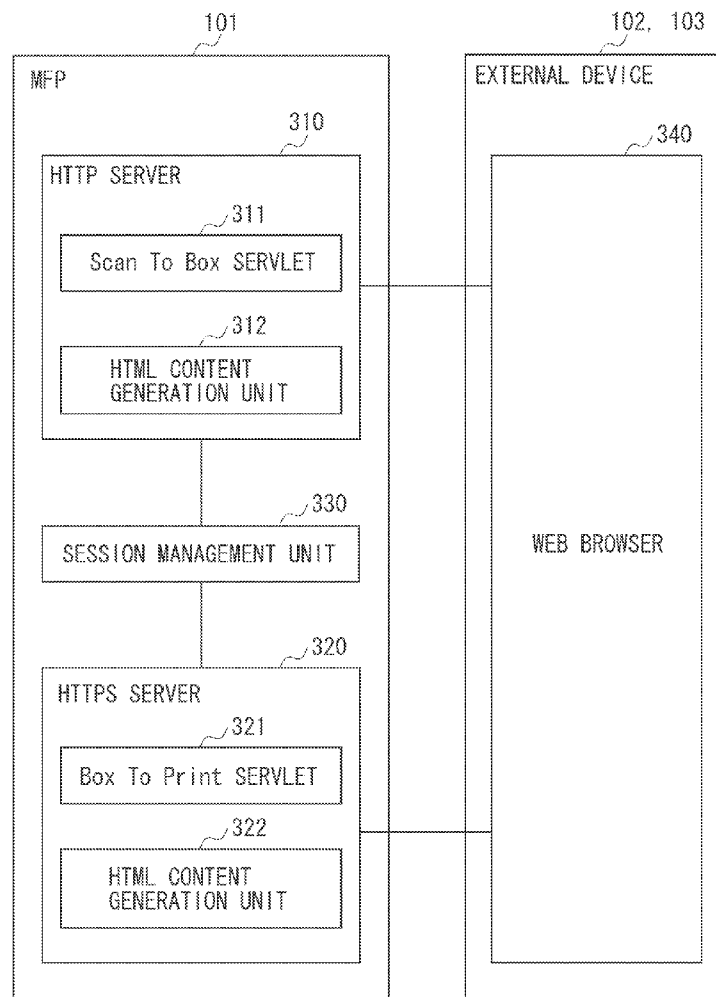 101
102, 103
MFP
EXTERNAL DEVICE
310
340
HTTP SERVER
311
Scan To Box SERVLET
312
HTML CONTENT
GENERATION UNIT
330
SESSION MANAGEMENT UNIT
WEB BROWSER
320
HTTPS SERVER
321
Box To Print SERVLET
322
HTML CONTENT
GENERATION UNIT